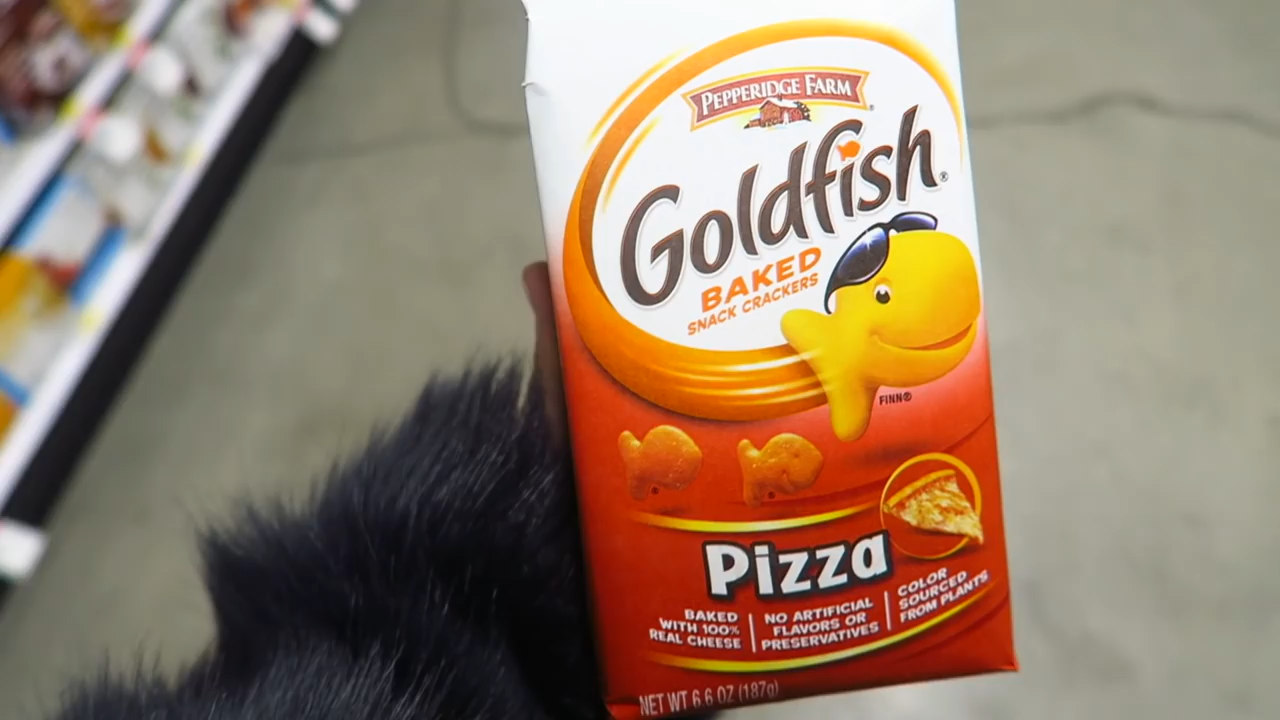 PEPPERIDGE FARM®
Goldfish®
BAKED
SNACK CRACKERS
FINN®
Pizza
BAKED
WITH 100%
REAL CHEESE
NO ARTIFICIAL
FLAVORS OR
PRESERVATIVES
COLOR
SOURCED
FROM PLANTS
NET WT 6.6 OZ (187g)